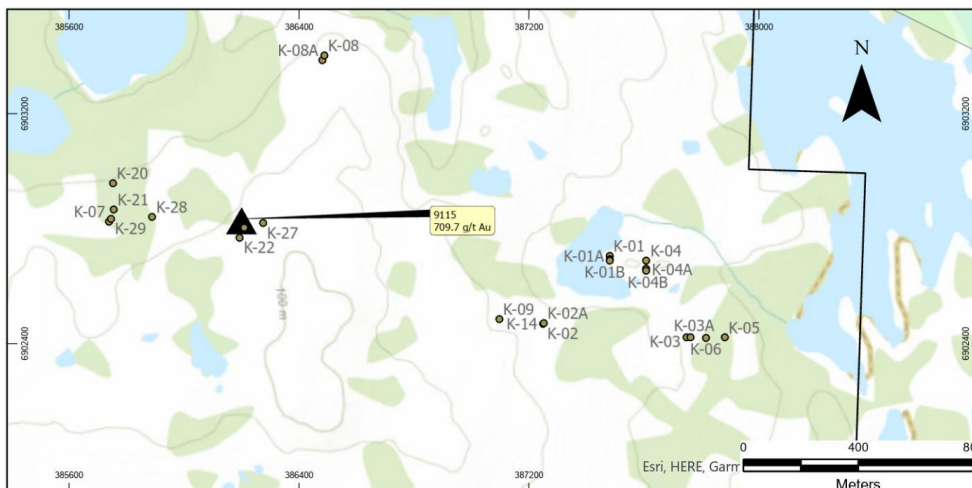 385600
386400
387200
388000
6903200
6903200
N
K-08A
K-08
K-20
K-21
K-07
K-28
K-29
K-27
K-22
9115
709.7 g/t Au
K-01
K-01A
K-01B
K-04
K-04A
K-04B
100 m
K-09
K-14
K-02A
K-02
K-03A
K-05
K-03
K-06
6902400
6902400
Esri, HERE, Garm
0
400
80
Meters
385600
386400
387200